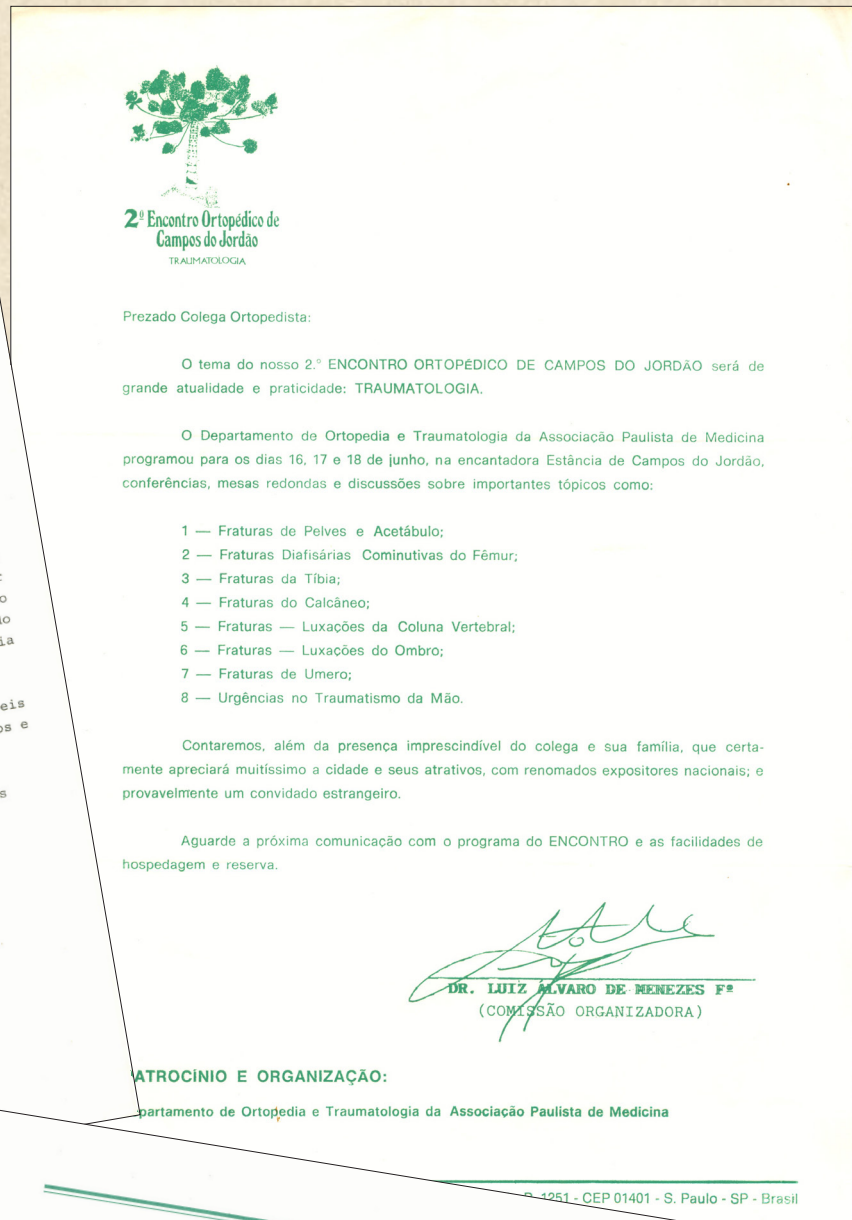 2º Encontro Ortopédico de
Campos do Jordão
TRAUMATOLOGIA
Prezado Colega Ortopedista:
O tema do nosso 2.° ENCONTRO ORTOPÉDICO DE CAMPOS DO JORDÃO será de
grande atualidade e praticidade: TRAUMATOLOGIA.
O Departamento de Ortopedia e Traumatologia da Associação Paulista de Medicina
programou para os dias 16, 17 e 18 de junho, na encantadora Estância de Campos do Jordão,
conferências, mesas redondas e discussões sobre importantes tópicos como:
1 — Fraturas de Pelves e Acetábulo;
2 — Fraturas Diafisárias Cominutivas do Fêmur;
3 — Fraturas da Tíbia;
4 — Fraturas do Calcâneo;
5 — Fraturas — Luxações da Coluna Vertebral;
6 — Fraturas — Luxações do Ombro;
7 — Fraturas de Umero;
8 — Urgências no Traumatismo da Mão.
Contaremos, além da presença imprescindível do colega e sua família, que certa-
mente apreciará muitíssimo a cidade e seus atrativos, com renomados expositores nacionais; e
provavelmente um convidado estrangeiro.
Aguarde a próxima comunicação com o programa do ENCONTRO e as facilidades de
hospedagem e reserva.
DR. LUIZ ÁLVARO DE MENEZES Fº
(COMISSÃO ORGANIZADORA)
ATROCÍNIO E ORGANIZAÇÃO:
partamento de Ortopedia e Traumatologia da Associação Paulista de Medicina
1251 - CEP 01401 - S. Paulo - SP - Brasil
eis
os e